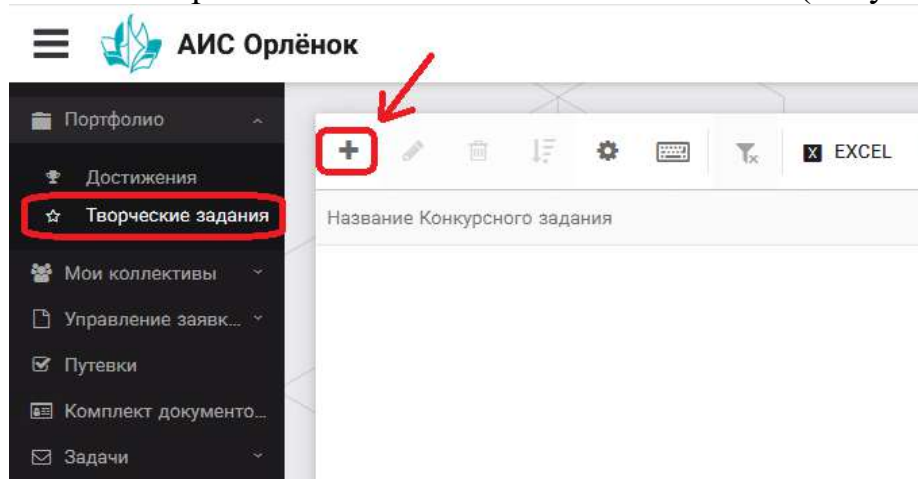 АИС Орлёнок
Портфолио
Достижения
Творческие задания
Мои коллективы
Управление заявк...
Путевки
Комплект документо...
Задачи
EXCEL
Название Конкурсного задания